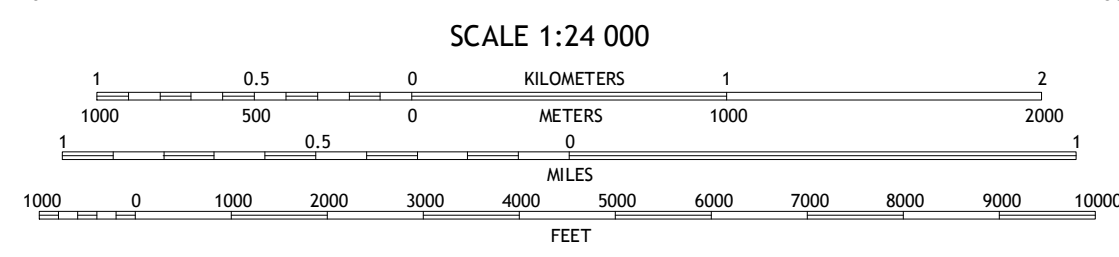 SCALE 1:24 000
1 0.5 0 KILOMETERS 1 2
1000 500 0 METERS 1000 2000
1 0.5 0 1
MILES
1000 0 1000 2000 3000 4000 5000 6000 7000 8000 9000 10000
FEET